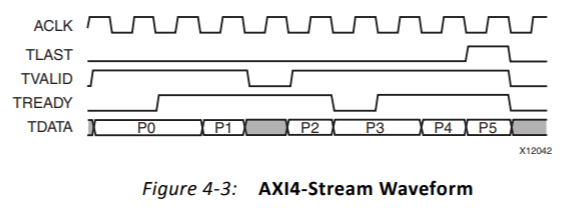 ACLK
TLAST
TVALID
TREADY
TDATA P0 P1 P2 P3 P4 P5
X12042
Figure 4-3: AXI4-Stream Waveform